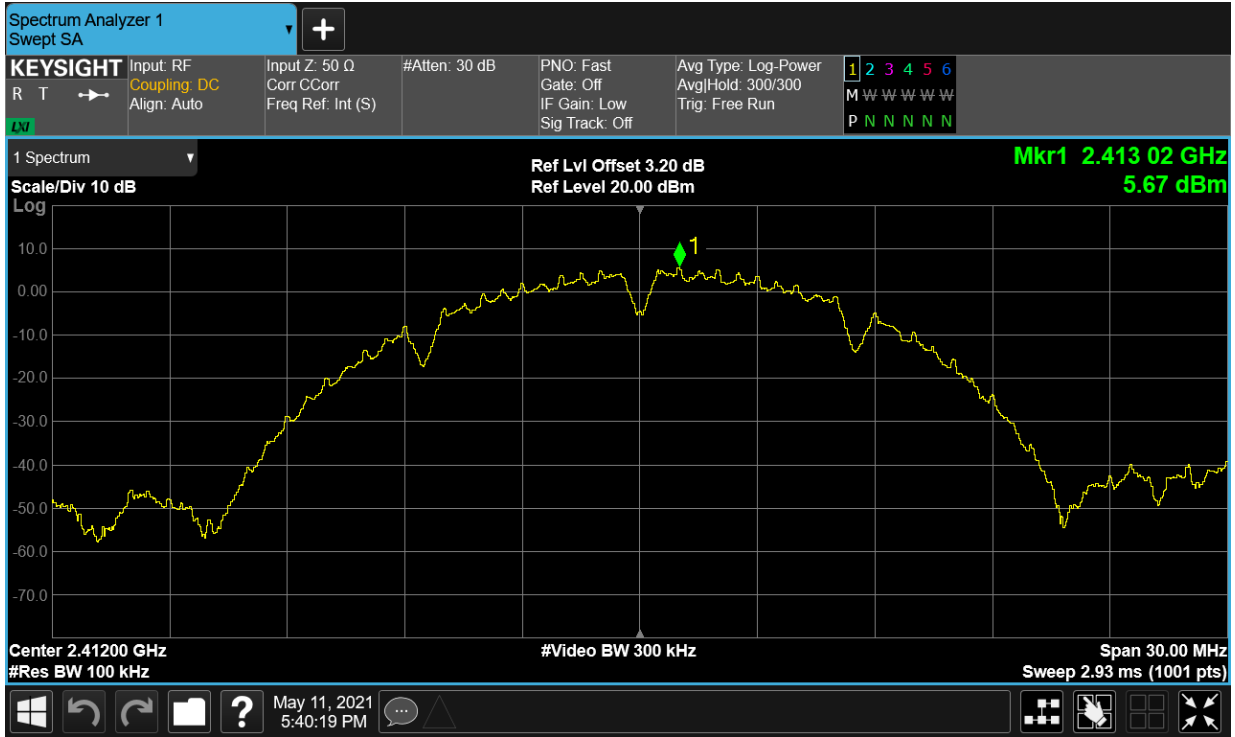 Spectrum Analyzer 1
Swept SA
KEYSIGHT
R T
LXI
Input: RF
Coupling: DC
Align: Auto
Input Z: 50 Ω
Corr CCorr
Freq Ref: Int (S)
#Atten: 30 dB
PNO: Fast
Gate: Off
IF Gain: Low
Sig Track: Off
Avg Type: Log-Power
Avg|Hold: 300/300
Trig: Free Run
1 2 3 4 5 6
M W W W W W
P N N N N N
1 Spectrum
Scale/Div 10 dB
Log
Ref Lvl Offset 3.20 dB
Ref Level 20.00 dBm
Mkr1 2.413 02 GHz
5.67 dBm
1
10.0
0.00
-10.0
-20.0
-30.0
-40.0
-50.0
-60.0
-70.0
Center 2.41200 GHz
#Video BW 300 kHz
Span 30.00 MHz
#Res BW 100 kHz
Sweep 2.93 ms (1001 pts)
?
May 11, 2021
5:40:19 PM